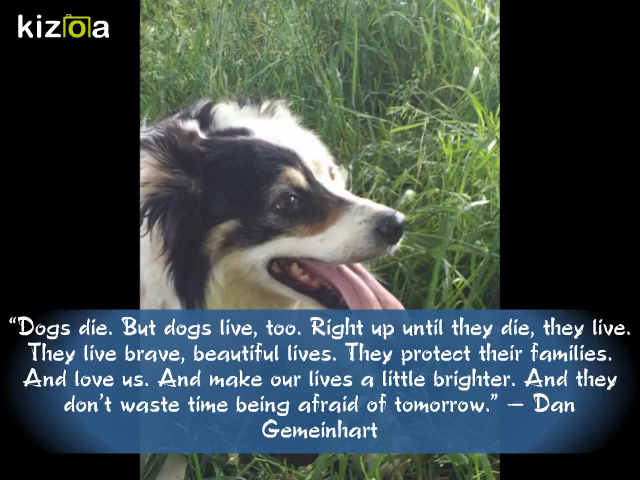 kizoa
“Dogs die. But dogs live, too. Right up until they die, they live.
They live brave, beautiful lives. They protect their families.
And love us. And make our lives a little brighter. And they
don’t waste time being afraid of tomorrow.” — Dan
Gemeinhart